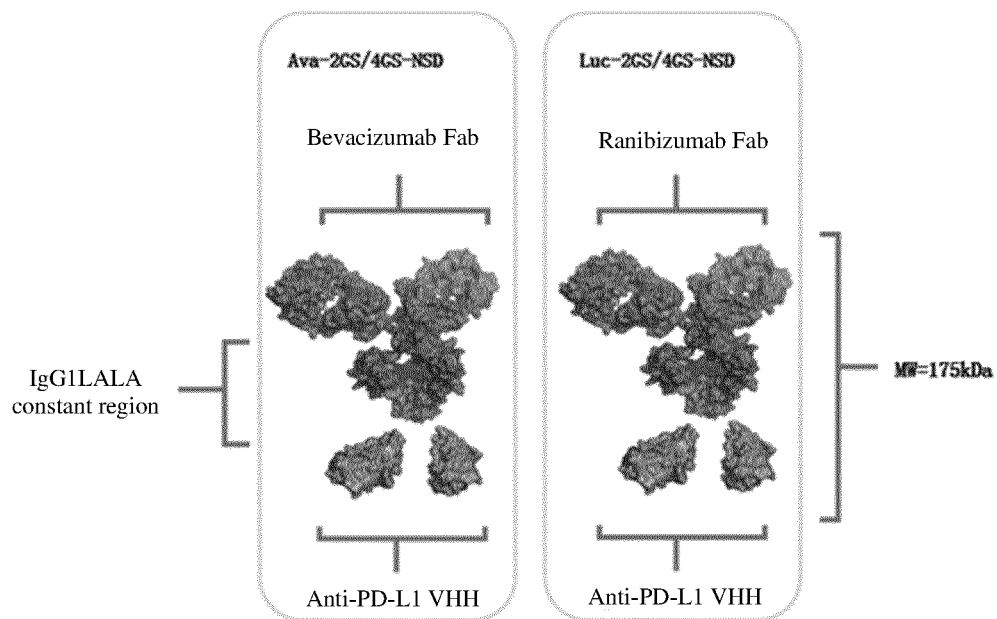 Ava-2GS/4GS-NSD
Luc-2GS/4GS-NSD
Bevacizumab Fab
Ranibizumab Fab
IgG1LALA
constant region
MW=175kDa
Anti-PD-L1 VHH
Anti-PD-L1 VHH